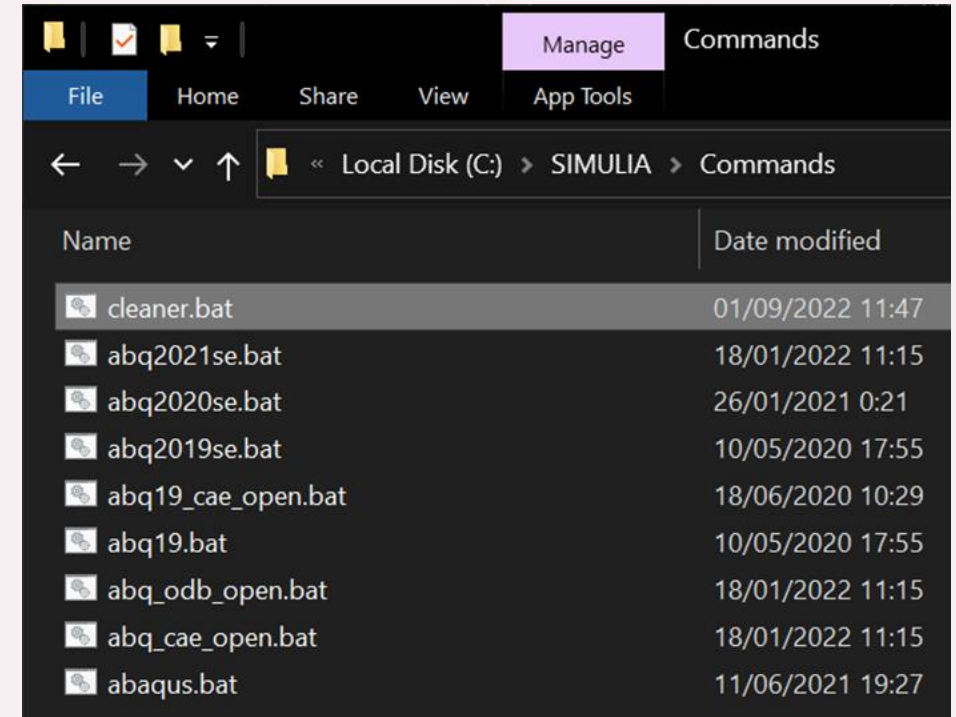 Manage Commands
File Home Share View App Tools
« Local Disk (C:) > SIMULIA > Commands
Name Date modified
cleaner.bat 01/09/2022 11:47
abq2021se.bat 18/01/2022 11:15
abq2020se.bat 26/01/2021 0:21
abq2019se.bat 10/05/2020 17:55
abq19_cae_open.bat 18/06/2020 10:29
abq19.bat 10/05/2020 17:55
abq_odb_open.bat 18/01/2022 11:15
abq_cae_open.bat 18/01/2022 11:15
abaqus.bat 11/06/2021 19:27